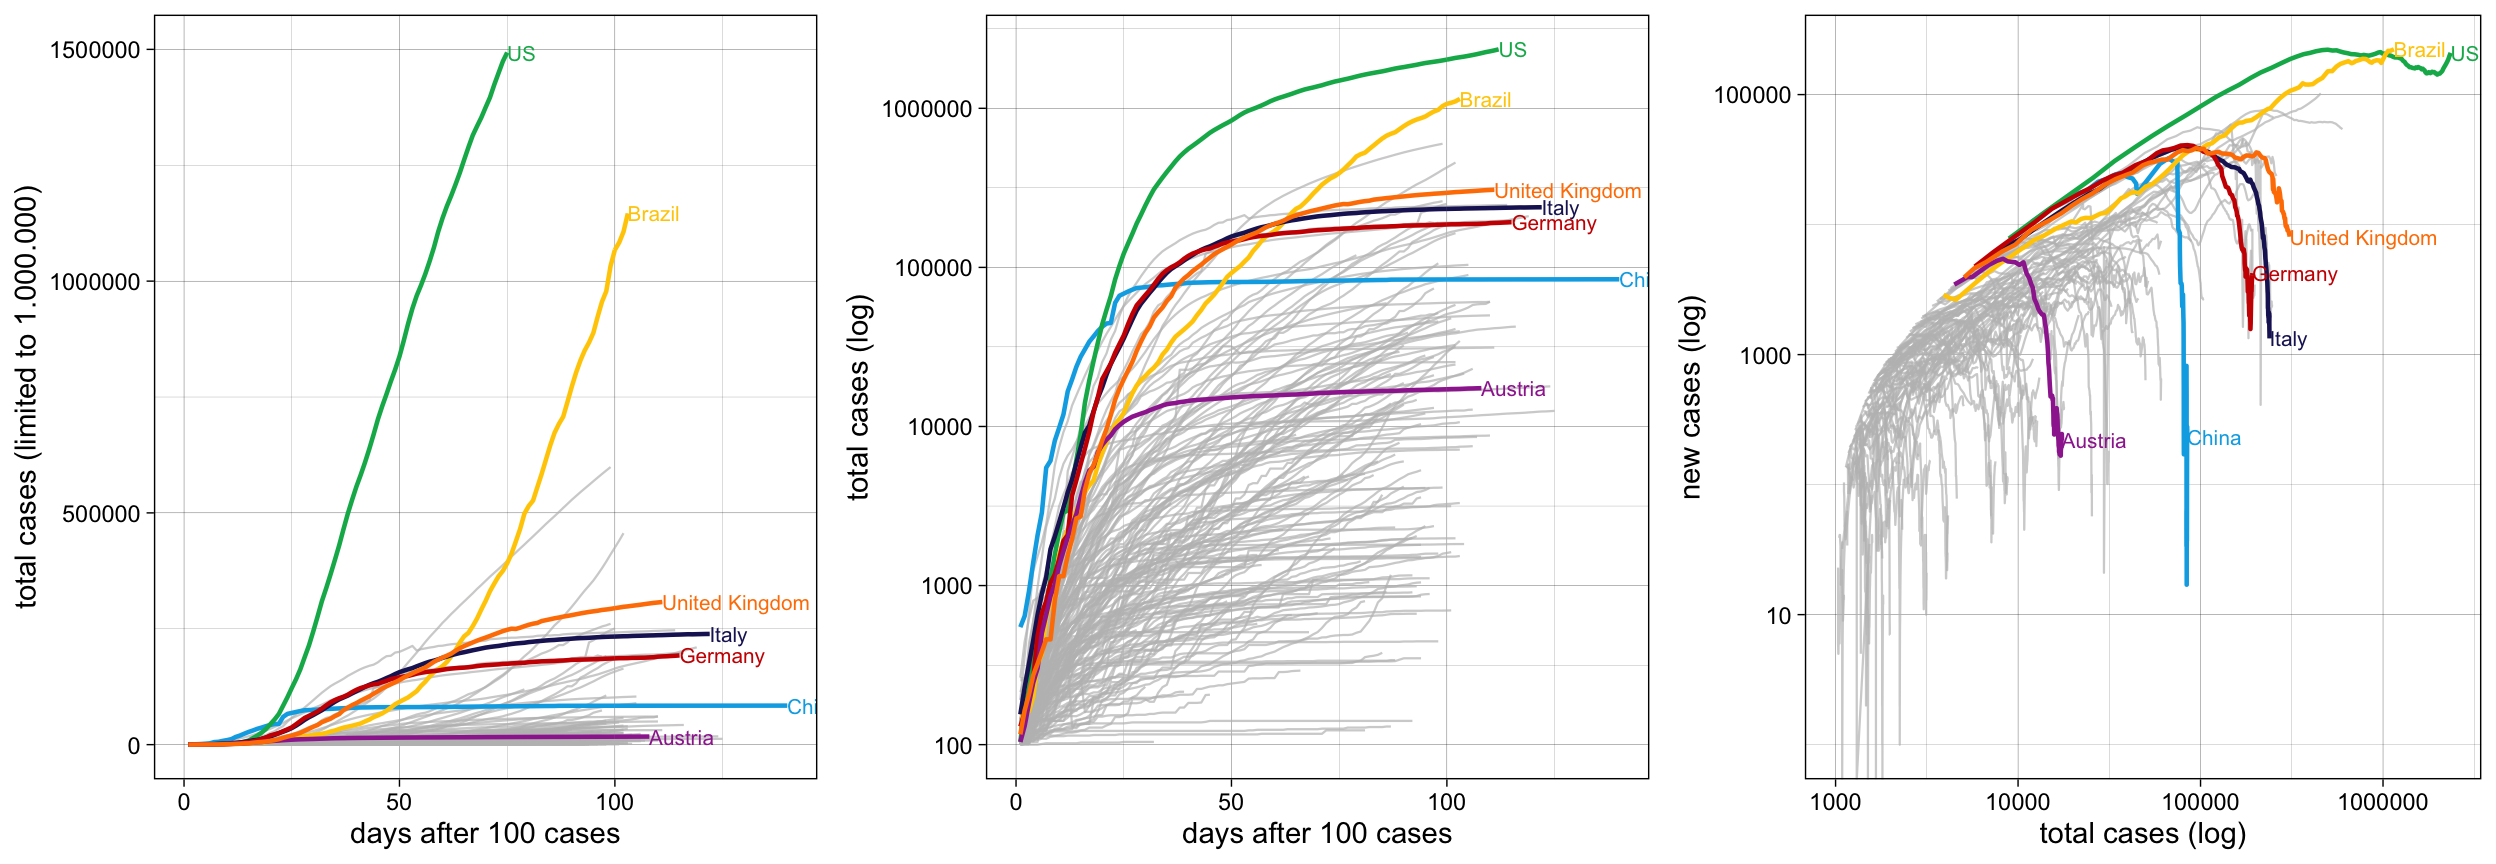 total cases (limited to 1.000.000)
1500000
1000000
500000
0
US
Brazil
United Kingdom
Italy
Germany
Chi
Austria
0
50
100
days after 100 cases
total cases (log)
1000000
100000
10000
1000
100
US
Brazil
United Kingdom
Italy
Germany
Chi
Austria
0
50
100
days after 100 cases
new cases (log)
100000
1000
10
Brazil
US
United Kingdom
Germany
Italy
Austria
China
1000
10000
100000
1000000
total cases (log)